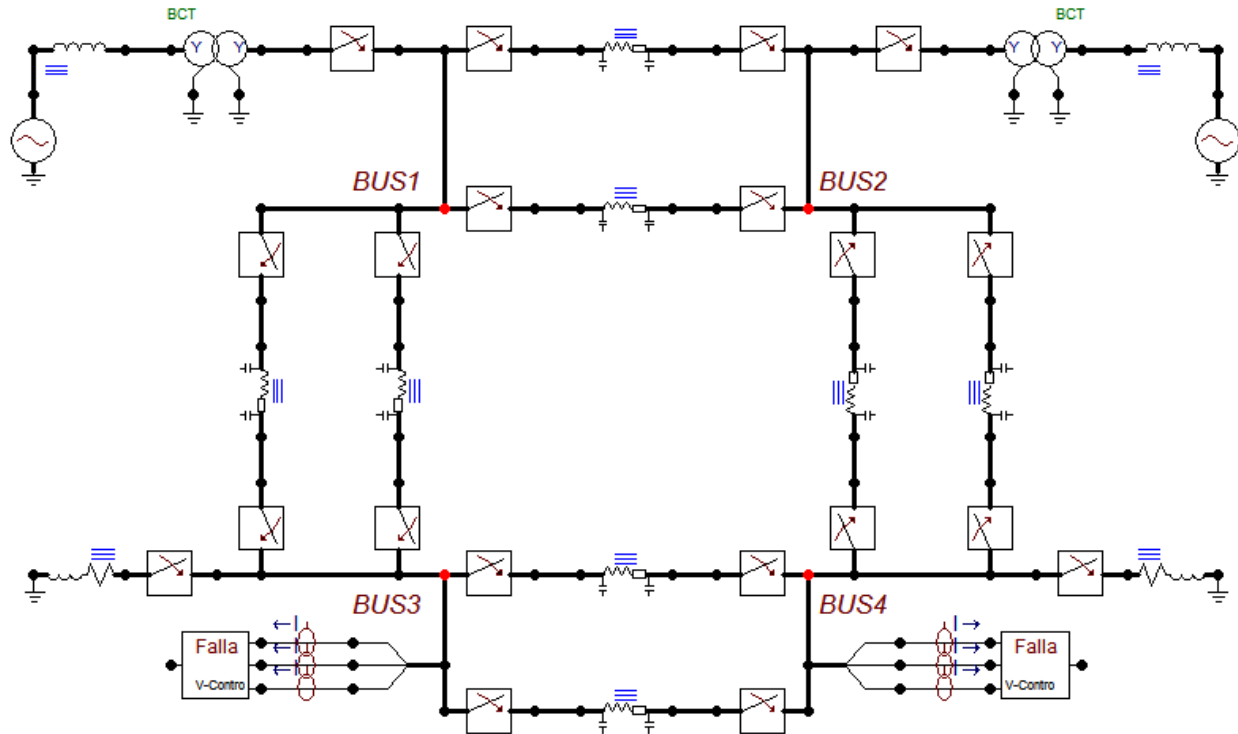 BCT
BCT
Y Y
Y Y
BUS1
BUS2
BUS3
BUS4
Falla
V-Contro
I
I
I
I
I
I
Falla
V-Contro